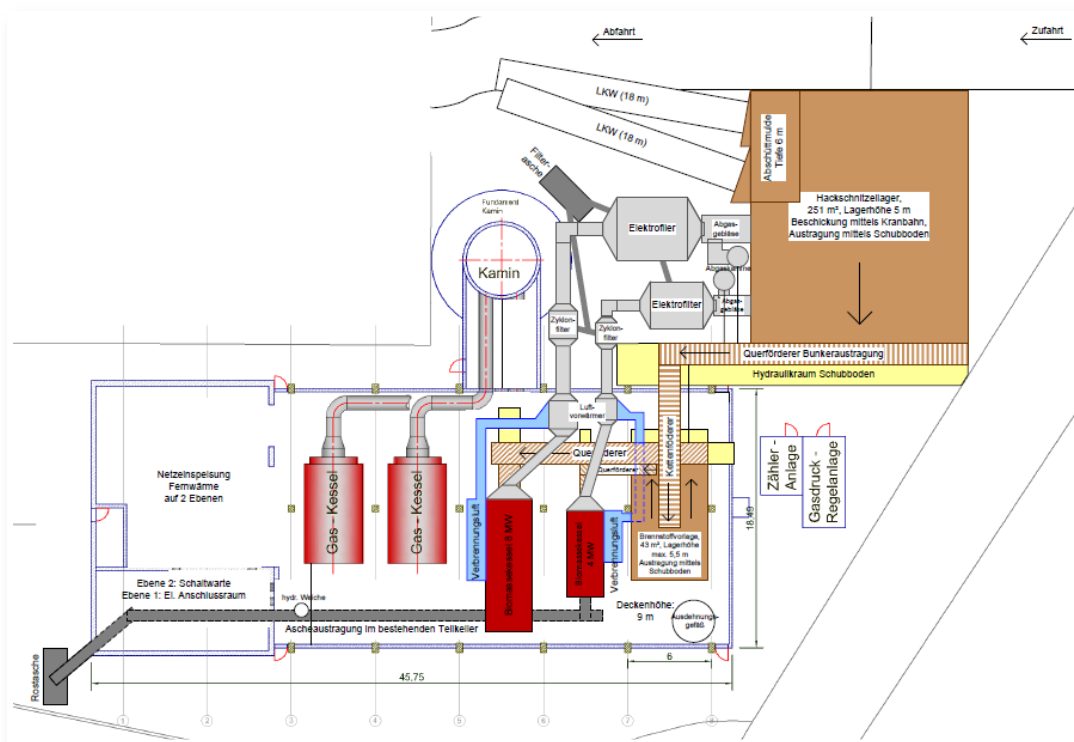 Abfahrt
Zufahrt
LKW (18 m)
LKW (18 m)
Abschüttmulde
Tiefe 6 m
Hackschnitzellager,
251 m², Lagerhöhe 5 m
Beschickung mittels Kranbahn,
Austragung mittels Schubboden
Filter-
asche
Fundament
Kamin
Kamin
Elektrofiler
Abgas-
gebläse
Abgaskamine
Elektrofilter
Abgas-
gebläse
Zyklon-
filter
Zyklon-
filter
Querförderer Bunkeraustragung
Hydraulikraum Schubboden
Luft-
vorwärmer
Kettenföderer
Querförderer
Querförderer
Zähler -
Anlage
Gasdruck -
Regelanlage
Netzeinspeisung
Fernwärme
auf 2 Ebenen
Gas - Kessel
Gas - Kessel
Verbrennungsluft
Biomassekessel 6 MW
Biomassekessel
4 MW
Verbrennungsluft
Brennstoffvorlage,
43 m², Lagerhöhe
max. 5,5 m
Austragung mittels
Schubboden
18,49
Ebene 2: Schaltwarte
Ebene 1: El. Anschlussraum
hydr. Weiche
Ascheaustragung im bestehenden Teilkeller
Deckenhöhe:
9 m
Ausdehnungs-
gefäß
Rostasche
6
45,75
1 2 3 4 5 6 7 8